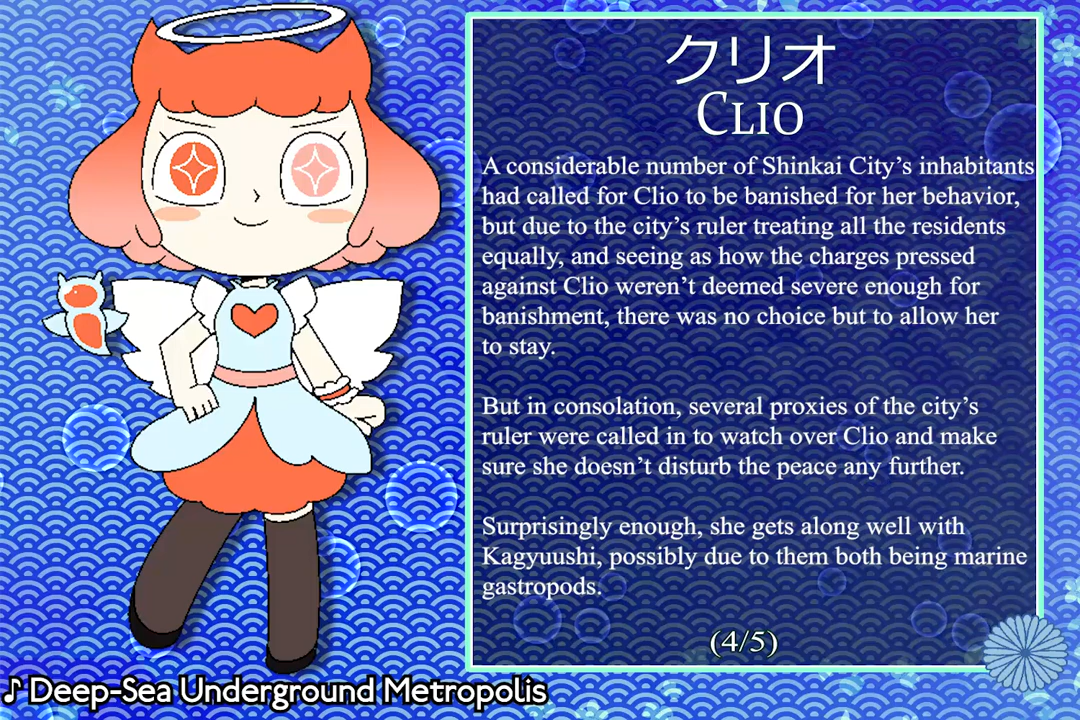 クリオ
CLIO
A considerable number of Shinkai City's inhabitants
had called for Clio to be banished for her behavior,
but due to the city's ruler treating all the residents
equally, and seeing as how the charges pressed
against Clio weren't deemed severe enough for
banishment, there was no choice but to allow her
to stay.
But in consolation, several proxies of the city's
ruler were called in to watch over Clio and make
sure she doesn't disturb the peace any further.
Surprisingly enough, she gets along well with
Kagyuushi, possibly due to them both being marine
gastropods.
(4/5)
♪ Deep-Sea Underground Metropolis